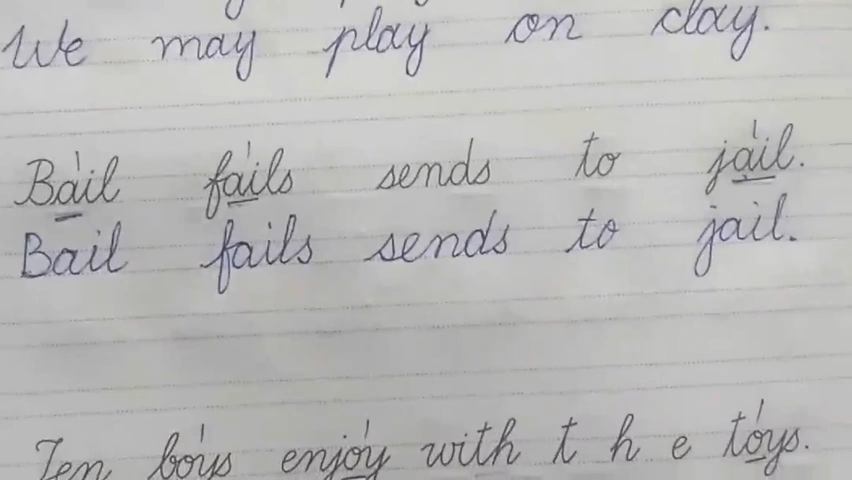 We may play on clay.
Bail fails sends to jail.
Bail fails sends to jail.
Ten boys enjoy with t h e toys.